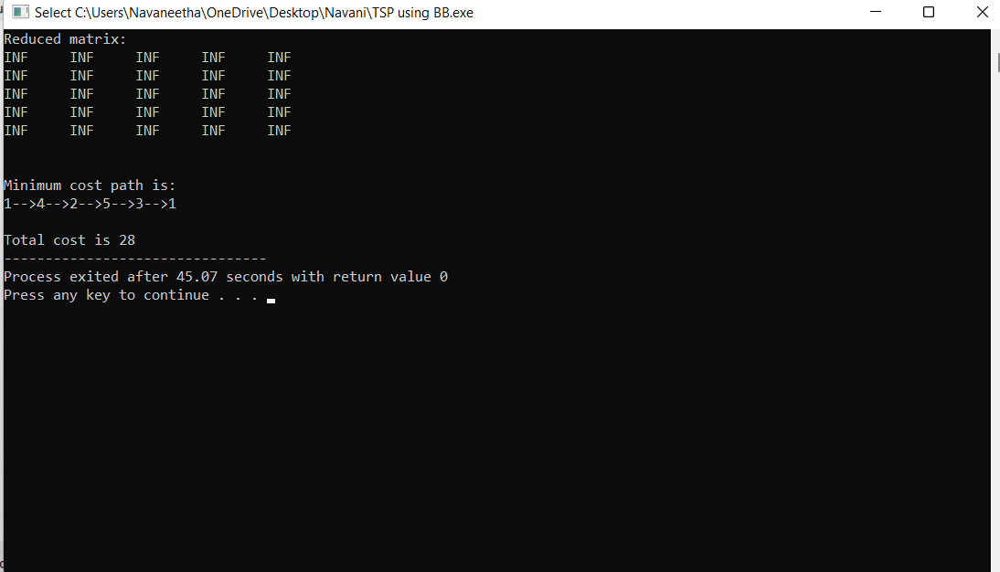 Select C:\Users\Navaneetha\OneDrive\Desktop\Navani\TSP using BB.exe
Reduced matrix:
INF INF INF INF INF
INF INF INF INF INF
INF INF INF INF INF
INF INF INF INF INF
INF INF INF INF INF
Minimum cost path is:
1-->4-->2-->5-->3-->1
Total cost is 28
--------------------------------
Process exited after 45.07 seconds with return value 0
Press any key to continue . . .